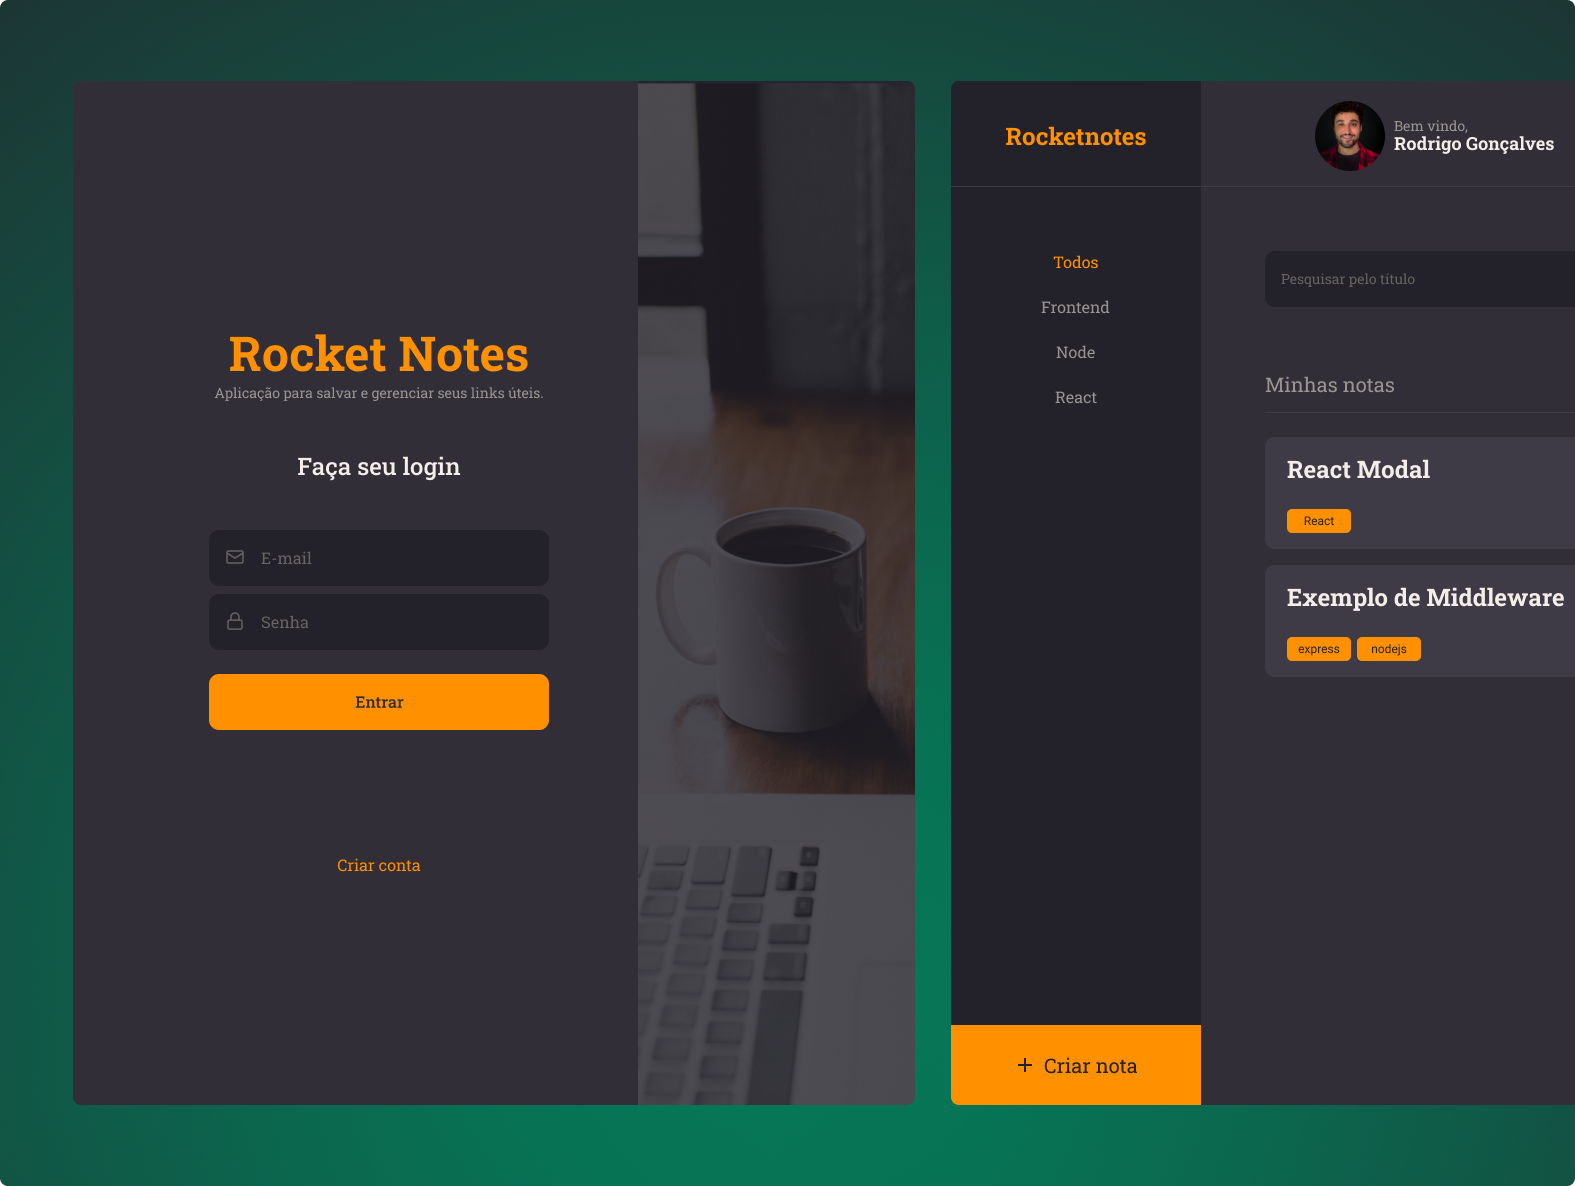 Rocket Notes
Aplicação para salvar e gerenciar seus links úteis.
Faça seu login
E-mail
Senha
Entrar
Criar conta
Rocketnotes
Todos
Frontend
Node
React
Criar nota
Bem vindo,
Rodrigo Gonçalves
Pesquisar pelo título
Minhas notas
React Modal
React
Exemplo de Middleware
express nodejs